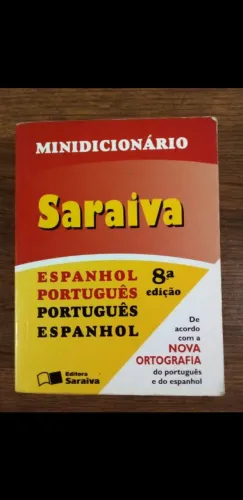 MINIDICIONÁRIO
Saraiva
ESPANHOL
PORTUGUÊS
PORTUGUÊS
ESPANHOL
8ª
edição
De
acordo
com a
NOVA
ORTOGRAFIA
do português
e do espanhol
Editora
Saraiva